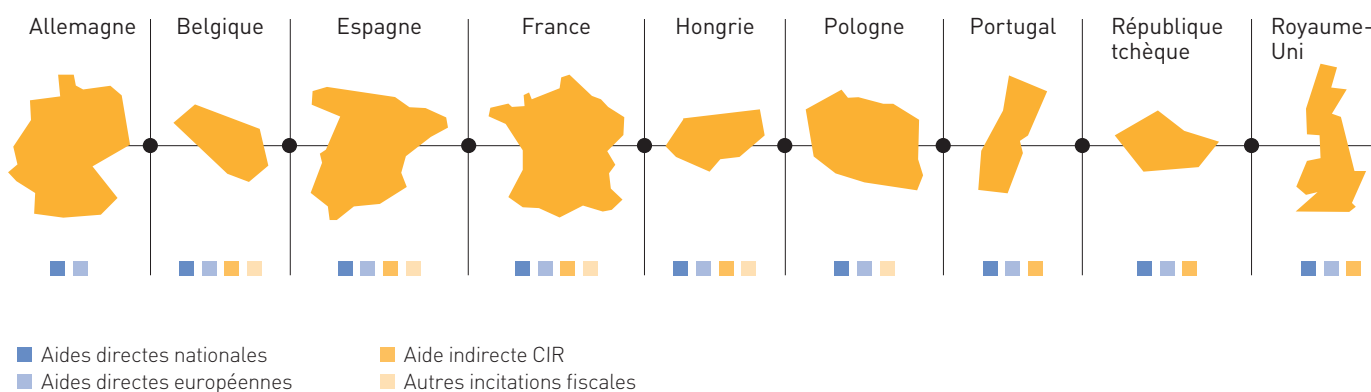 Allemagne
Belgique
Espagne
France
Hongrie
Pologne
Portugal
République
tchèque
Royaume-
Uni
Aides directes nationales
Aides directes européennes
Aide indirecte CIR
Autres incitations fiscales